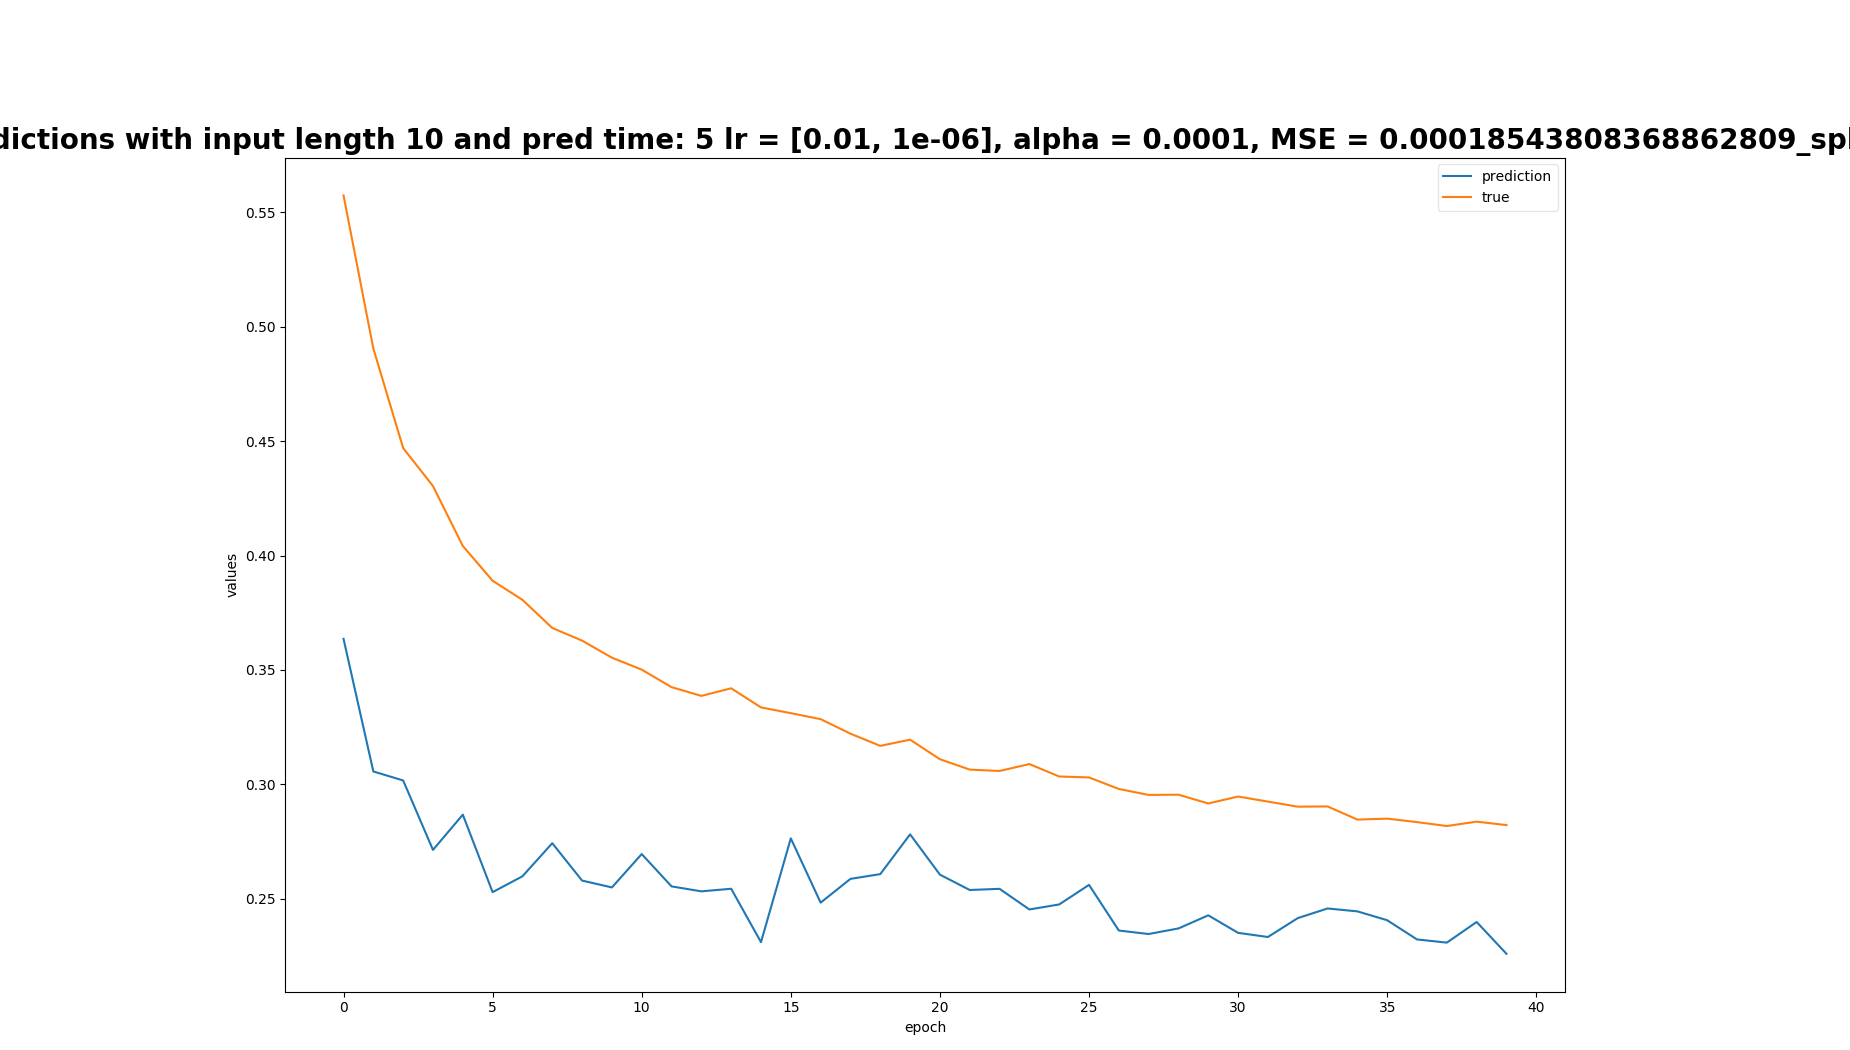 dictions with input length 10 and pred time: 5 lr = [0.01, 1e-06], alpha = 0.0001, MSE = 0.00018543808368862809_spl
prediction
true
0.55
0.50
0.45
0.40
0.35
0.30
0.25
values
0 5 10 15 20 25 30 35 40
epoch